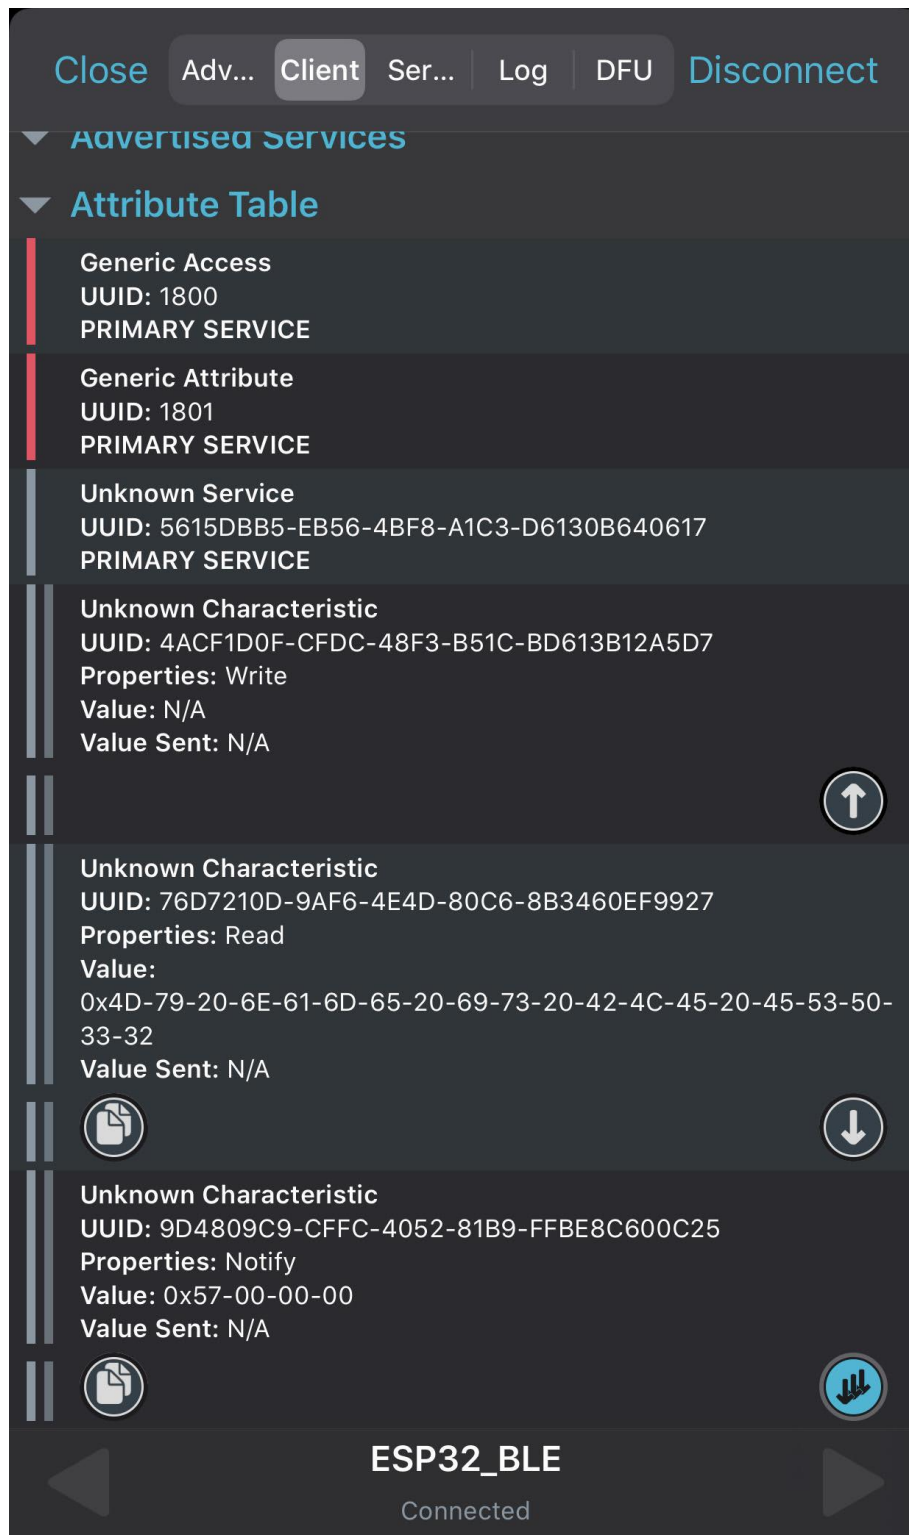 Close
Adv...
Client
Ser...
Log
DFU
Disconnect
Advertised Services
Attribute Table
Generic Access
UUID: 1800
PRIMARY SERVICE
Generic Attribute
UUID: 1801
PRIMARY SERVICE
Unknown Service
UUID: 5615DBB5-EB56-4BF8-A1C3-D6130B640617
PRIMARY SERVICE
Unknown Characteristic
UUID: 4ACF1D0F-CFDC-48F3-B51C-BD613B12A5D7
Properties: Write
Value: N/A
Value Sent: N/A
Unknown Characteristic
UUID: 76D7210D-9AF6-4E4D-80C6-8B3460EF9927
Properties: Read
Value:
0x4D-79-20-6E-61-6D-65-20-69-73-20-42-4C-45-20-45-53-50-
33-32
Value Sent: N/A
Unknown Characteristic
UUID: 9D4809C9-CFFC-4052-81B9-FFBE8C600C25
Properties: Notify
Value: 0x57-00-00-00
Value Sent: N/A
ESP32_BLE
Connected